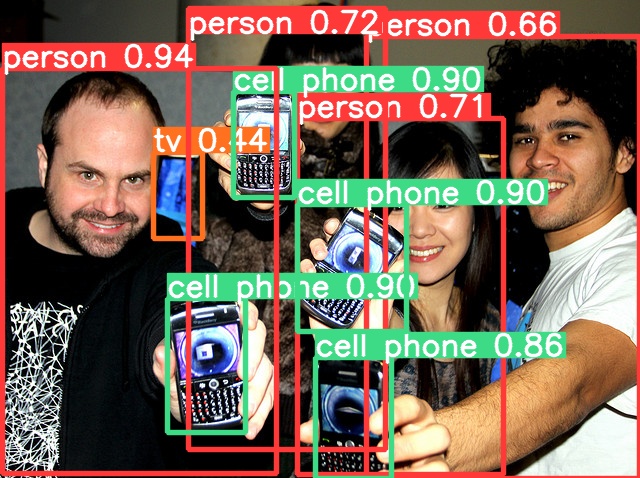 person 0.72
person 0.66
person 0.94
cell phone 0.90
person 0.71
tv 0.44
cell phone 0.90
cell phone 0.90
cell phone 0.86